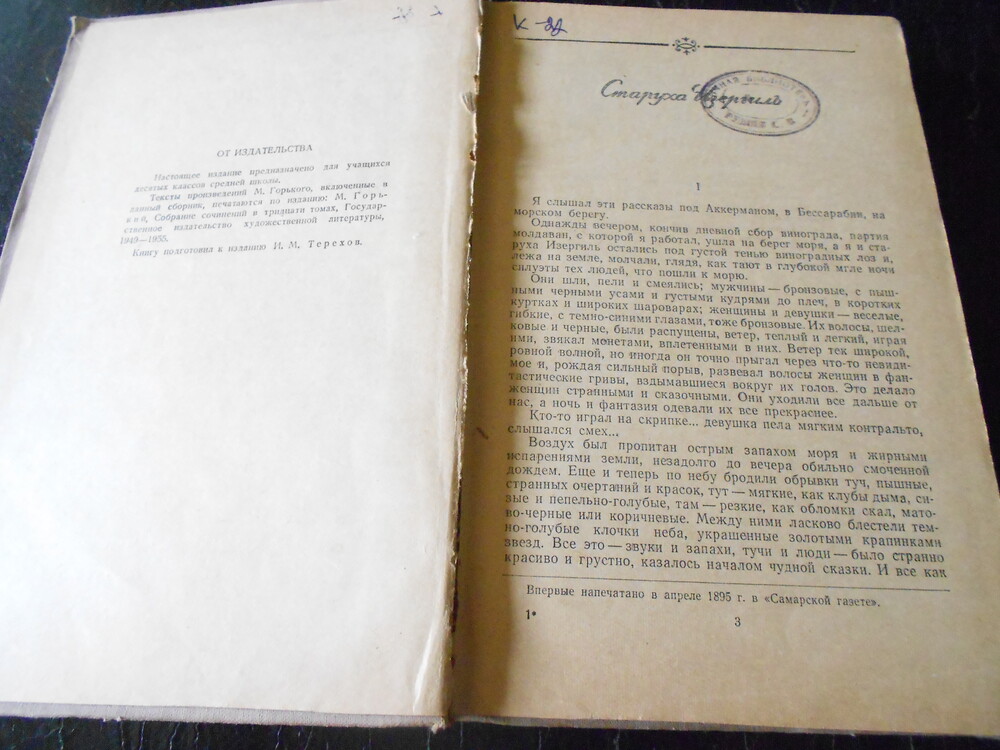 ОТ ИЗДАТЕЛЬСТВА
Настоящее издание предназначено для учащихся
десятых классов средней школы.
Тексты произведений М. Горького, включенные в
данный сборник, печатаются по изданию: М. Горь-
кий, Собрание сочинений в тридцати томах, Государ-
ственное издательство художественной литературы,
1949—1955.
Книгу подготовил к изданию И. М. Терехов.
К-22
Старуха Изергиль
1
Я слышал эти рассказы под Аккерманом, в Бессарабии, на
морском берегу.
Однажды вечером, кончив дневной сбор винограда, партия
молдаван, с которой я работал, ушла на берег моря, а я и ста-
руха Изергиль остались под густой тенью виноградных лоз и,
лежа на земле, молчали, глядя, как тают в глубокой мгле ночи
силуэты тех людей, что пошли к морю.
Они шли, пели и смеялись; мужчины — бронзовые, с пыш-
ными черными усами и густыми кудрями до плеч, в коротких
куртках и широких шароварах; женщины и девушки — веселые,
гибкие, с темно-синими глазами, тоже бронзовые. Их волосы, шел-
ковые и черные, были распущены, ветер, теплый и легкий, играя
ими, звякал монетами, вплетенными в них. Ветер тек широкой,
ровной волной, но иногда он точно прыгал через что-то невиди-
мое и, рождая сильный порыв, развевал волосы женщин в фан-
тастические гривы, вздымавшиеся вокруг их голов. Это делало
женщин странными и сказочными. Они уходили все дальше от
нас, а ночь и фантазия одевали их все прекраснее.
Кто-то играл на скрипке... девушка пела мягким контральто,
слышался смех...
Воздух был пропитан острым запахом моря и жирными
испарениями земли, незадолго до вечера обильно смоченной
дождем. Еще и теперь по небу бродили обрывки туч, пышные,
странных очертаний и красок, тут — мягкие, как клубы дыма, си-
зые и пепельно-голубые, там — резкие, как обломки скал, мато-
во-черные или коричневые. Между ними ласково блестели тем-
но-голубые клочки неба, украшенные золотыми крапинками
звезд. Все это — звуки и запахи, тучи и люди — было странно
красиво и грустно, казалось началом чудной сказки. И все как
Впервые напечатано в апреле 1895 г. в «Самарской газете».
1*
3